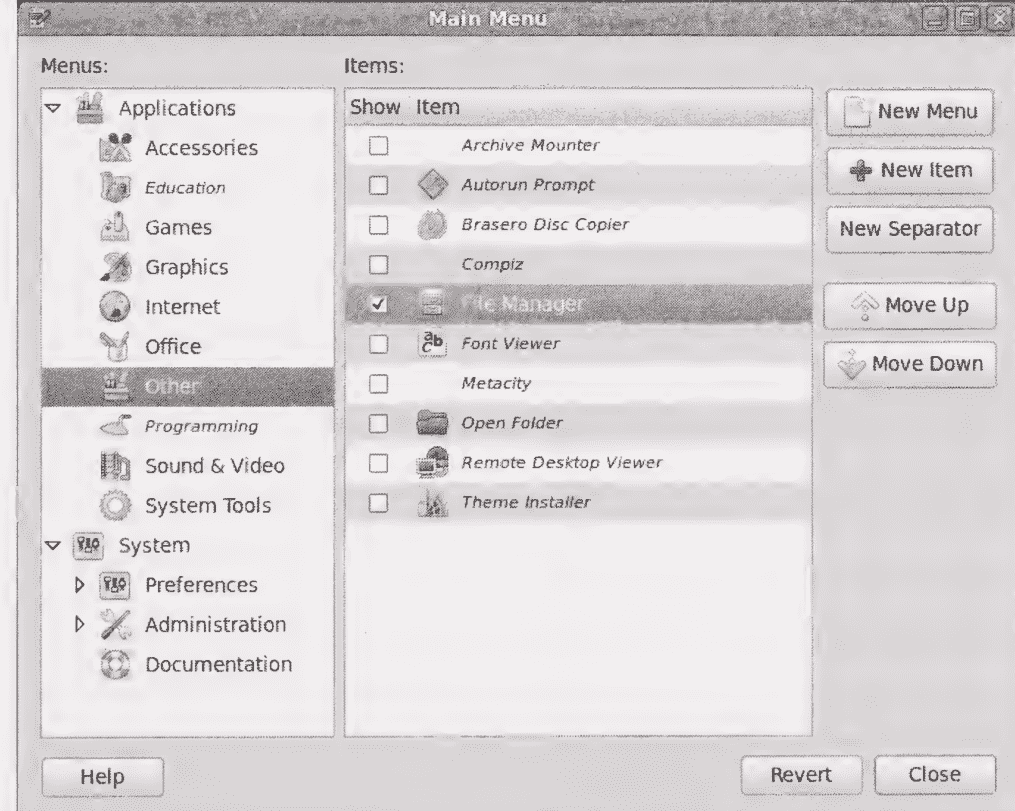 Main Menu
Menus:
Items:
Applications
Accessories
Education
Games
Graphics
Internet
Office
Other
Programming
Sound & Video
System Tools
System
Preferences
Administration
Documentation
Show Item
Archive Mounter
Autorun Prompt
Brasero Disc Copier
Compiz
File Manager
Font Viewer
Metacity
Open Folder
Remote Desktop Viewer
Theme Installer
New Menu
New Item
New Separator
Move Up
Move Down
Help
Revert
Close